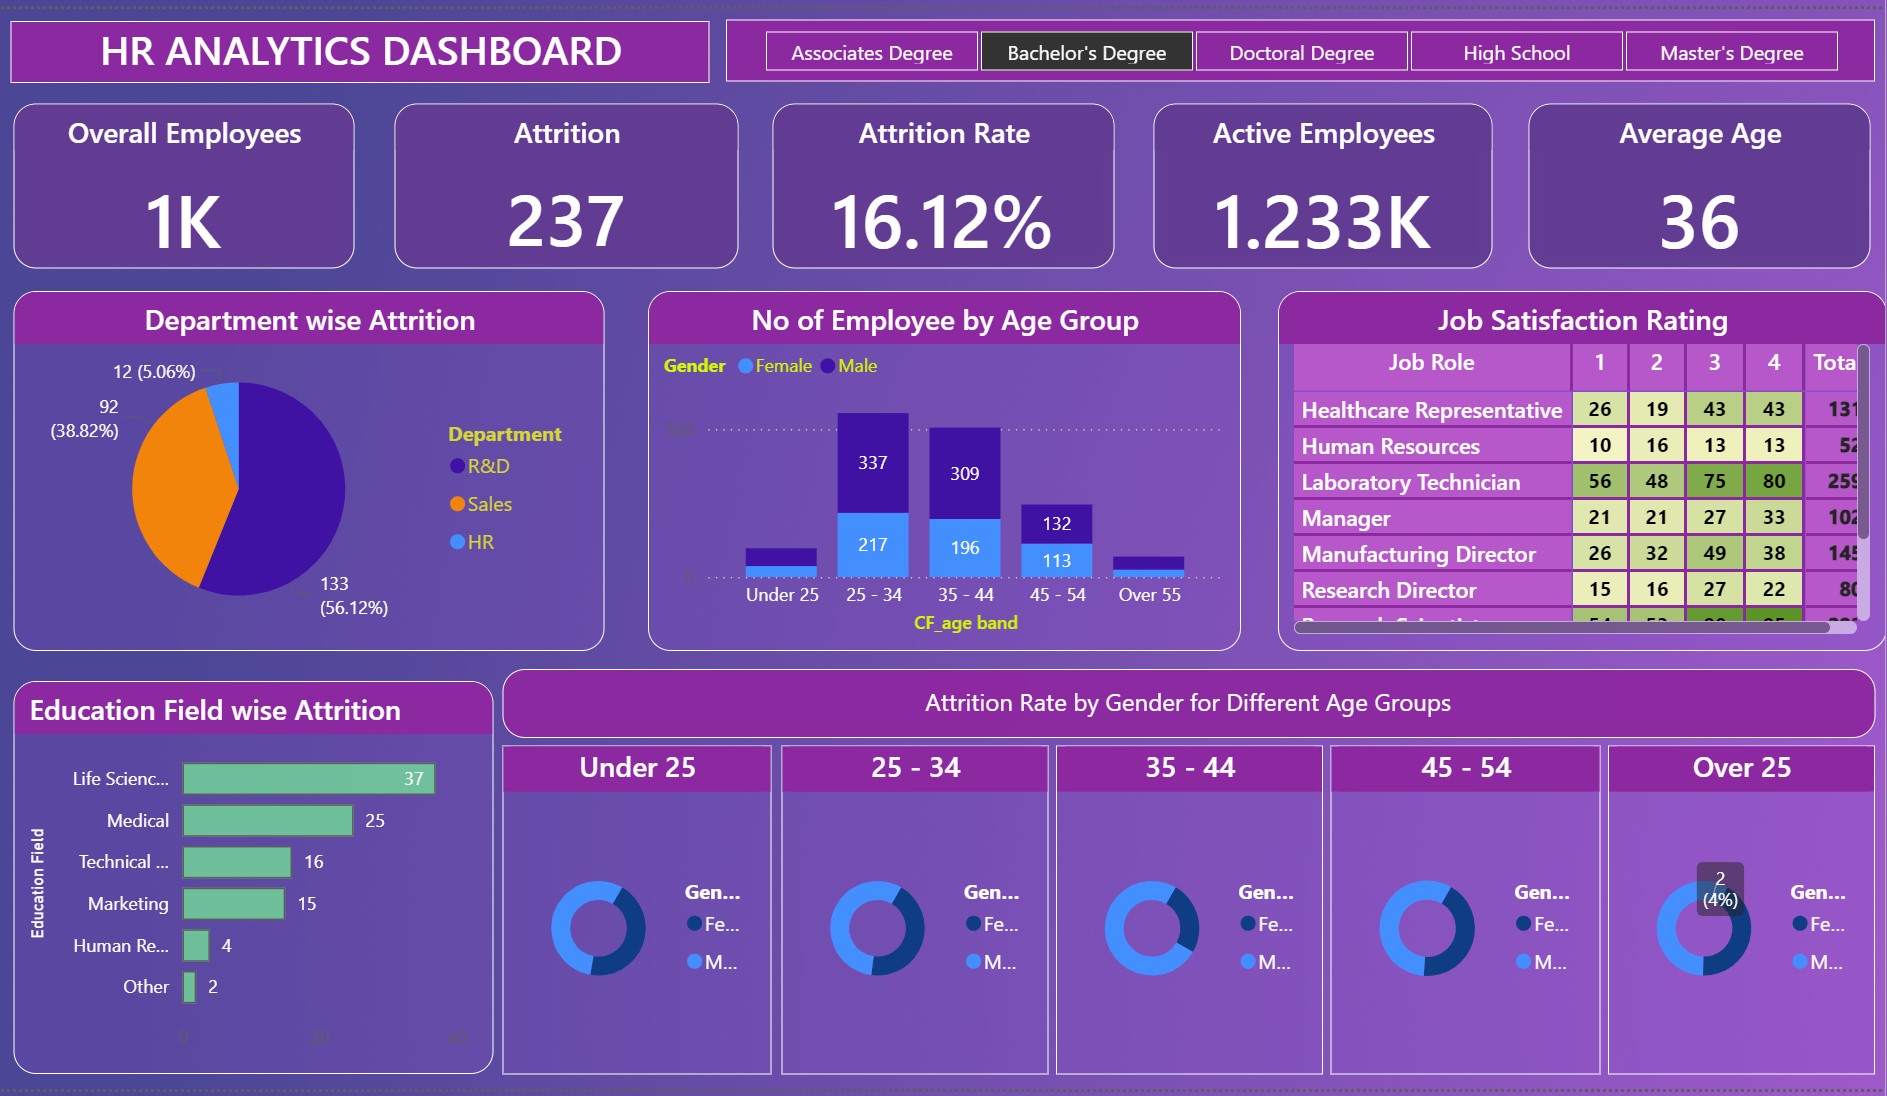 HR ANALYTICS DASHBOARD
Associates Degree
Bachelor's Degree
Doctoral Degree
High School
Master's Degree
Overall Employees
1K
Attrition
237
Attrition Rate
16.12%
Active Employees
1.233K
Average Age
36
Department wise Attrition
12 (5.06%)
92
(38.82%)
133
(56.12%)
Department
R&D
Sales
HR
No of Employee by Age Group
Gender Female Male
0
337
309
132
217
196
113
Under 25 25 - 34 35 - 44 45 - 54 Over 55
CF_age band
Job Satisfaction Rating
Job Role 1 2 3 4 Tota
Healthcare Representative 26 19 43 43 131
Human Resources 10 16 13 13 52
Laboratory Technician 56 48 75 80 259
Manager 21 21 27 33 102
Manufacturing Director 26 32 49 38 145
Research Director 15 16 27 22 80
Education Field wise Attrition
Education Field
Life Scienc... 37
Medical 25
Technical ... 16
Marketing 15
Human Re... 4
Other 2
0 20 40
Attrition Rate by Gender for Different Age Groups
Under 25
Gen...
Fe...
M...
25 - 34
Gen...
Fe...
M...
35 - 44
Gen...
Fe...
M...
45 - 54
Gen...
Fe...
M...
Over 25
2
(4%)
Gen...
Fe...
M...